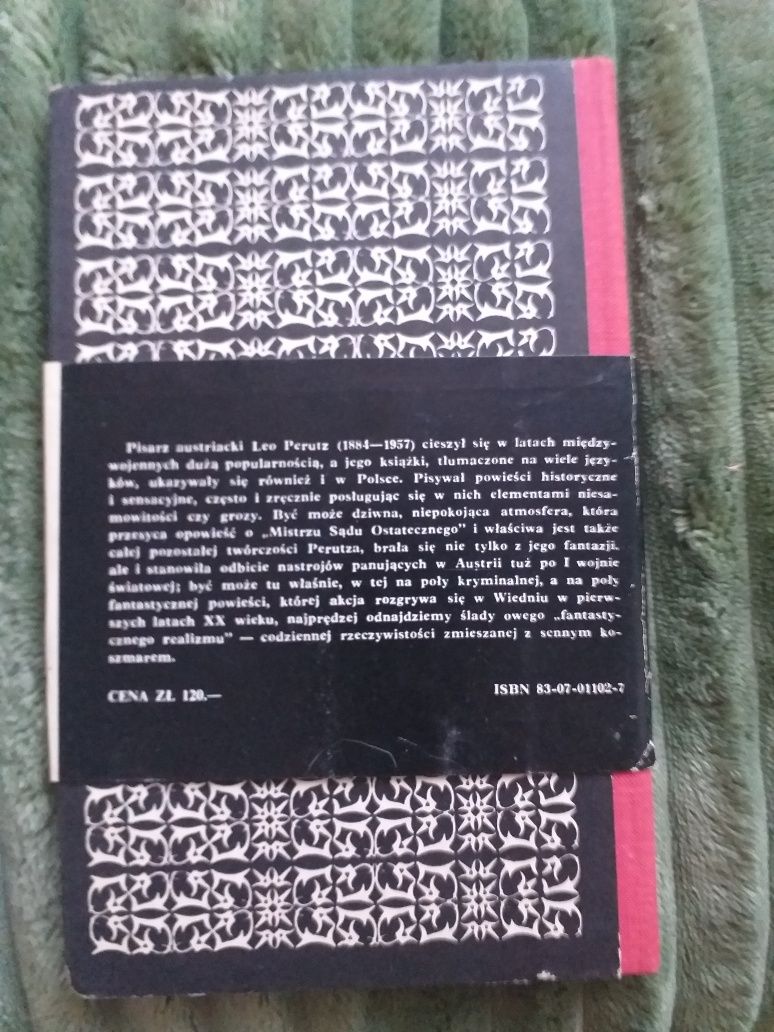 Pisarz austriacki Leo Perutz (1884—1957) cieszył się w latach między-
wojennych dużą popularnością, a jego książki, tłumaczone na wiele języ-
ków, ukazywały się również i w Polsce. Pisywał powieści historyczne
i sensacyjne, często i zręcznie posługując się w nich elementami niesa-
mowitości czy grozy. Być może dziwna, niepokojąca atmosfera, która
przesyca opowieść o „Mistrzu Sądu Ostatecznego” i właściwa jest także
całej pozostałej twórczości Perutza, brała się nie tylko z jego fantazji,
ale i stanowiła odbicie nastrojów panujących w Austrii tuż po I wojnie
światowej; być może tu właśnie, w tej na poły kryminalnej, a na poły
fantastycznej powieści, której akcja rozgrywa się w Wiedniu w pierw-
szych latach XX wieku, najprędzej odnajdziemy ślady owego „fantasty-
cznego realizmu” — codziennej rzeczywistości zmieszanej z sennym ko-
szmarem.
CENA ZŁ 120.—
ISBN 83-07-01102-7